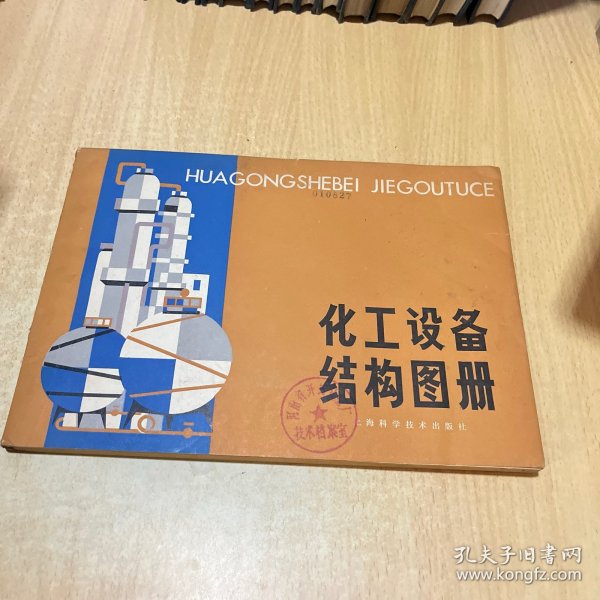 HUAGONGSHEBEI JIEGOUTUCE
010627
化工设备
结构图册
技术档案室
上海科学技术出版社
孔夫子旧书网
www.kongfz.com